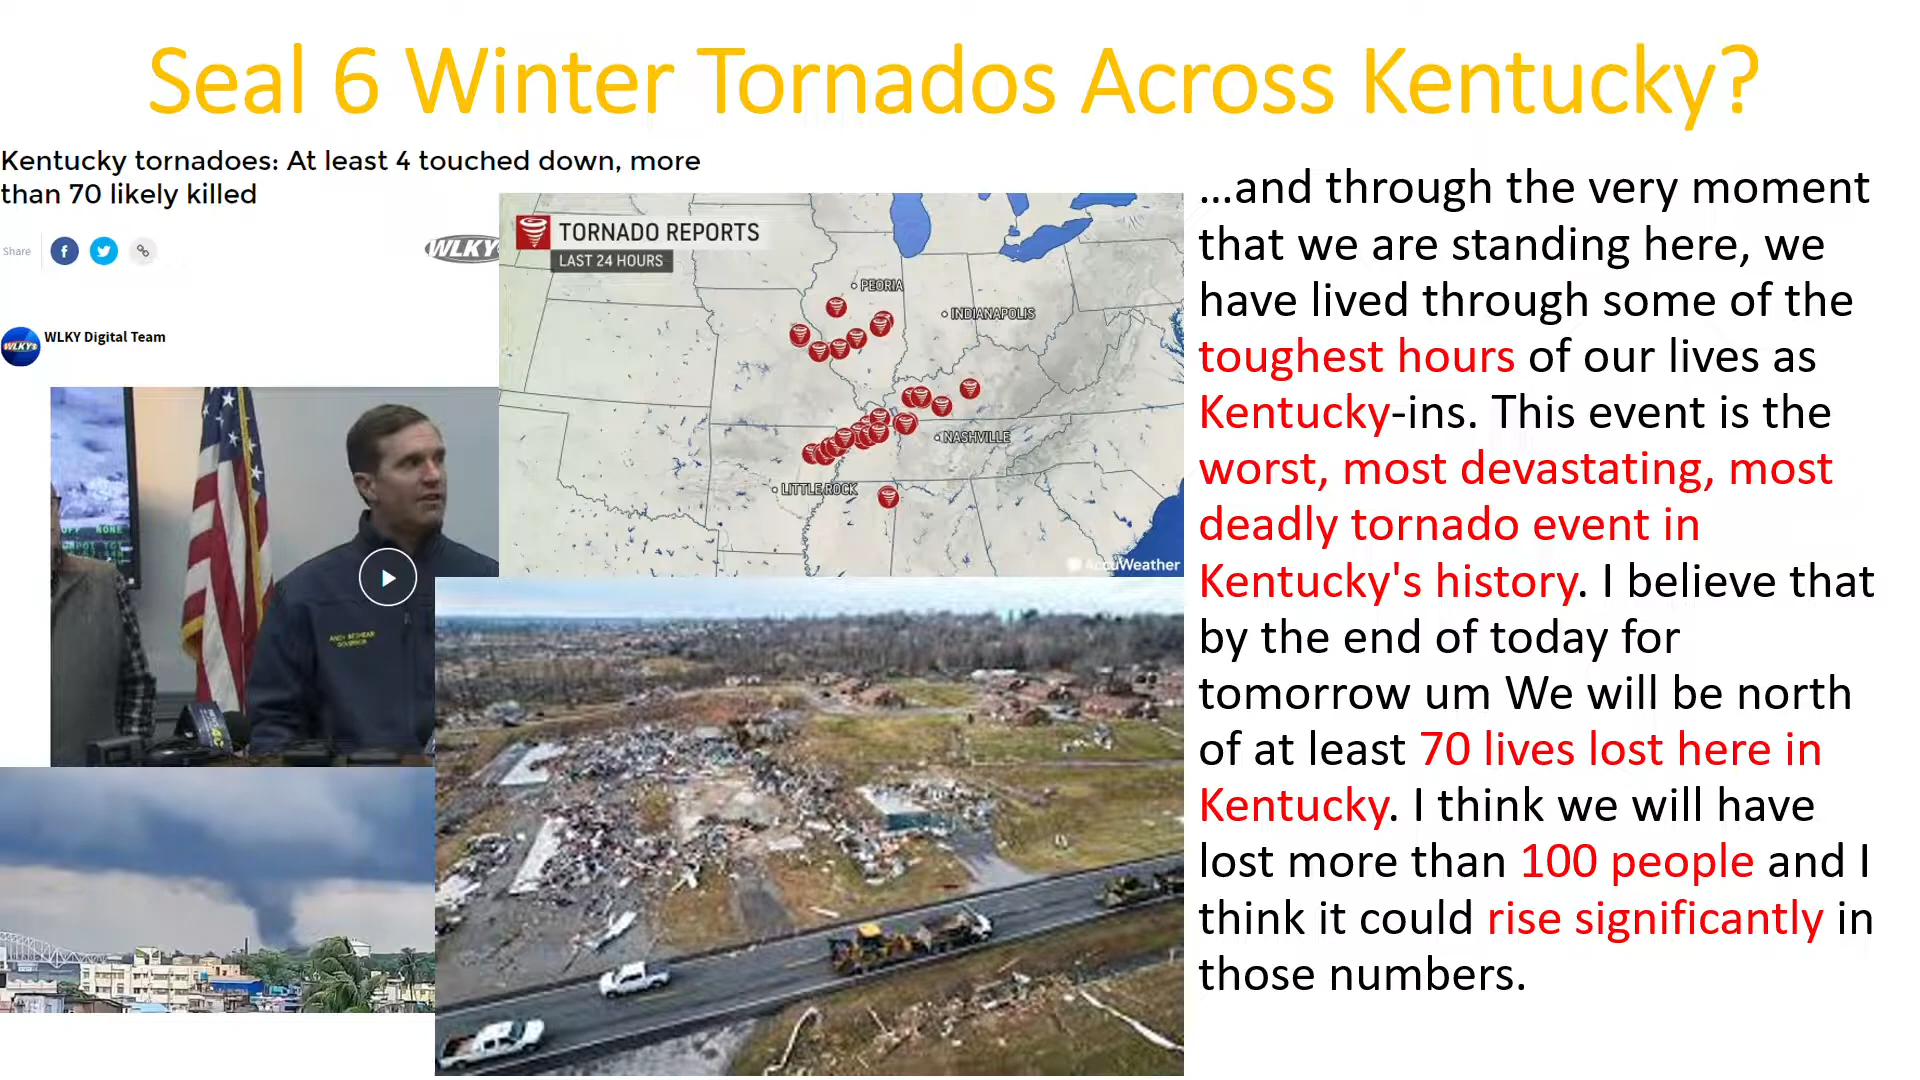 Seal 6 Winter Tornados Across Kentucky?
Kentucky tornadoes: At least 4 touched down, more
than 70 likely killed
Share
WLKY
WLKY Digital Team
WLKY
TORNADO REPORTS
LAST 24 HOURS
PEORIA
INDIANAPOLIS
NASHVILLE
LITTLE ROCK
AccuWeather
NONE
ANDY BESHEAR
GOVERNOR
...and through the very moment
that we are standing here, we
have lived through some of the
toughest hours of our lives as
Kentucky-ins. This event is the
worst, most devastating, most
deadly tornado event in
Kentucky's history. I believe that
by the end of today for
tomorrow um We will be north
of at least 70 lives lost here in
Kentucky. I think we will have
lost more than 100 people and I
think it could rise significantly in
those numbers.